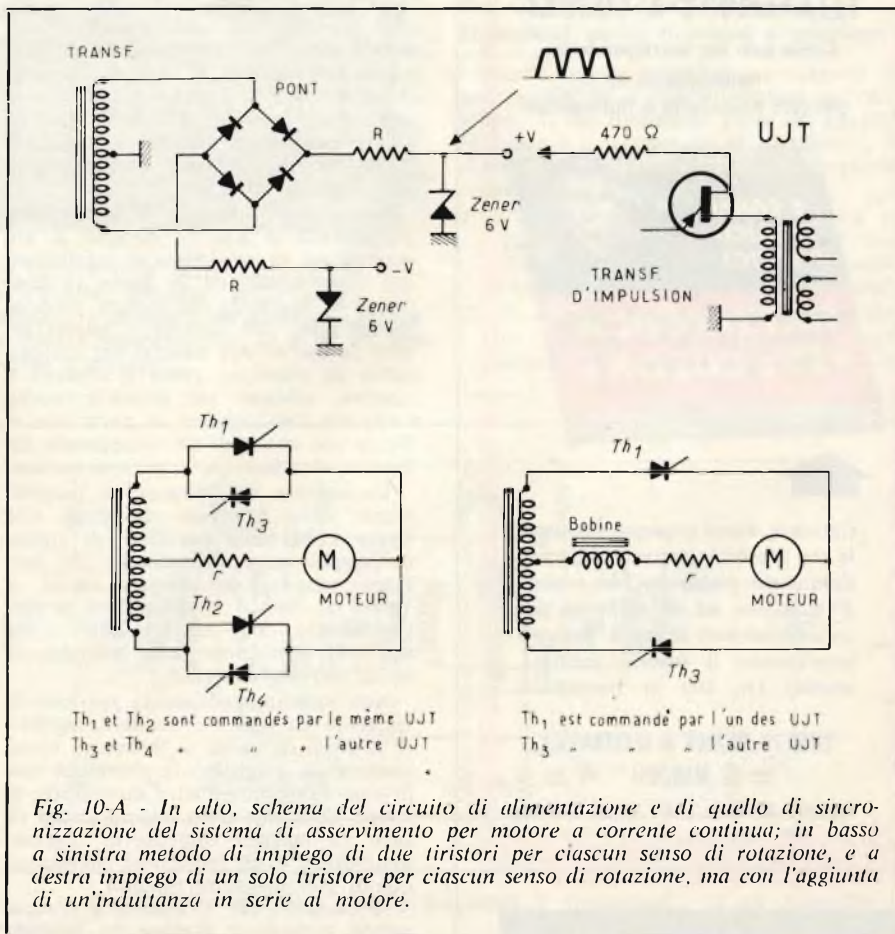 TRANSF.
PONT
R
+V
470 Ω
UJT
Zener
6 V
R
-V
Zener
6 V
TRANSF.
D'IMPULSION
Th1
Th3
r
M
MOTEUR
Th2
Th4
Th1
Bobine
r
M
MOTEUR
Th3
Th1 et Th2 sont commandés par le même UJT
Th3 et Th4 " " " l'autre UJT
Th1 est commandé par l'un des UJT
Th3 " " " l'autre UJT
Fig. 10-A - In alto, schema del circuito di alimentazione e di quello di sincro-
nizzazione del sistema di asservimento per motore a corrente continua; in basso
a sinistra metodo di impiego di due tiristori per ciascun senso di rotazione, e a
destra impiego di un solo tiristore per ciascun senso di rotazione, ma con l'aggiunta
di un'induttanza in serie al motore.